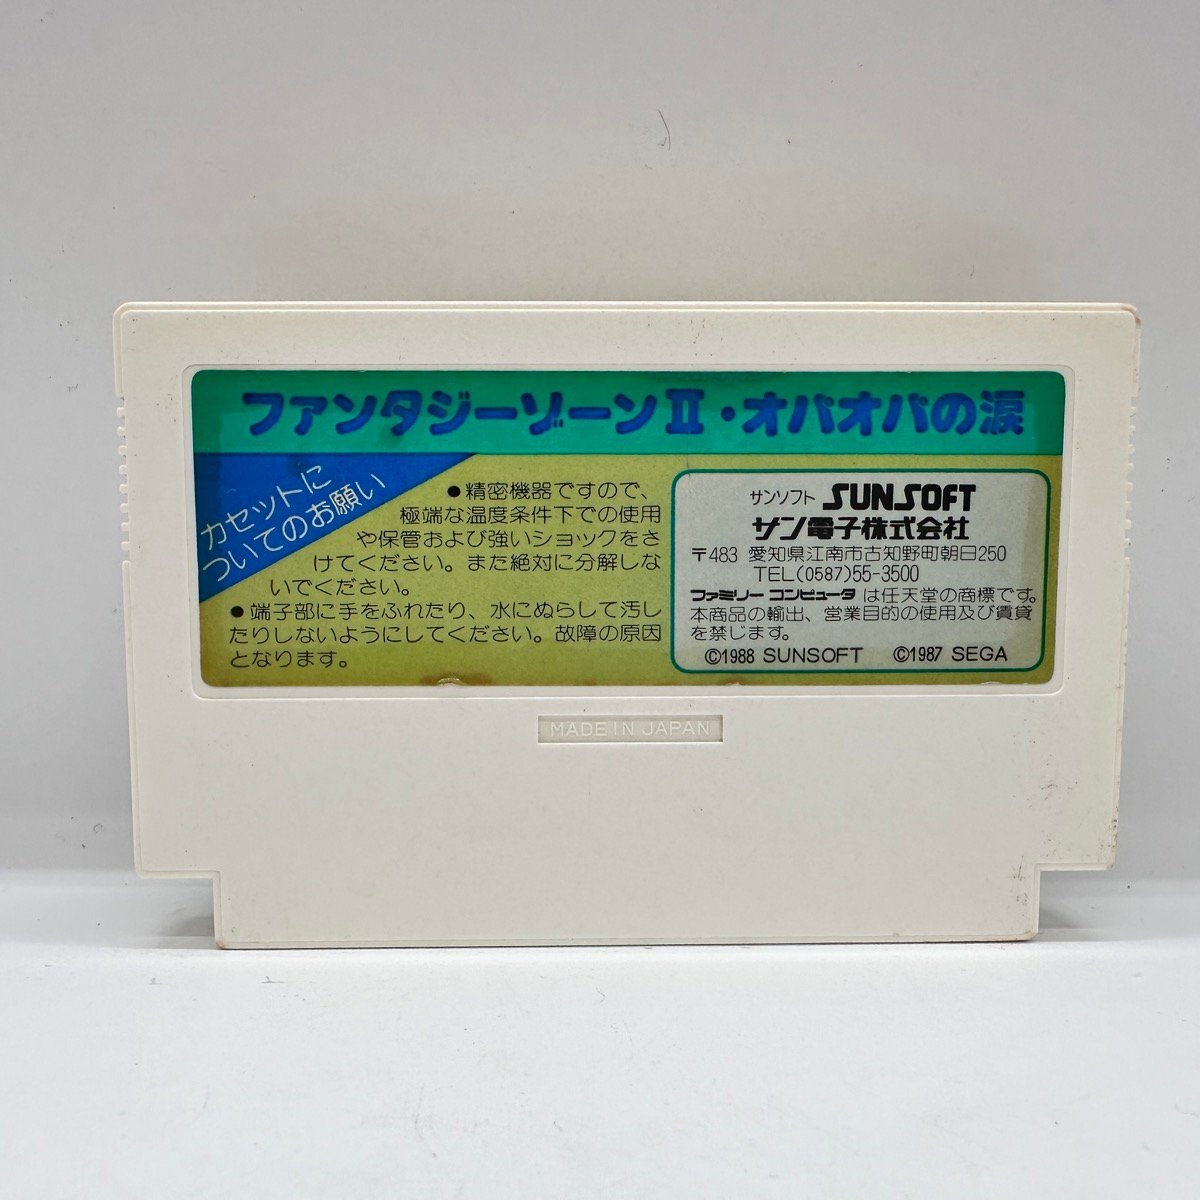 ファンタジーゾーンⅡ・オパオパの涙
カセットに
ついてのお願い
●精密機器ですので、
極端な温度条件下での使用
や保管および強いショックをさ
けてください。また絶対に分解しな
いでください。
●端子部に手をふれたり、水にぬらして汚し
たりしないようにしてください。故障の原因
となります。
サンソフト SUNSOFT
サン電子株式会社
〒483 愛知県江南市古知野町朝日250
TEL(0587)55-3500
ファミリーコンピュータは任天堂の商標です。
本商品の輸出、営業目的の使用及び賃貸
を禁じます。
©1988 SUNSOFT ©1987 SEGA
MADE IN JAPAN